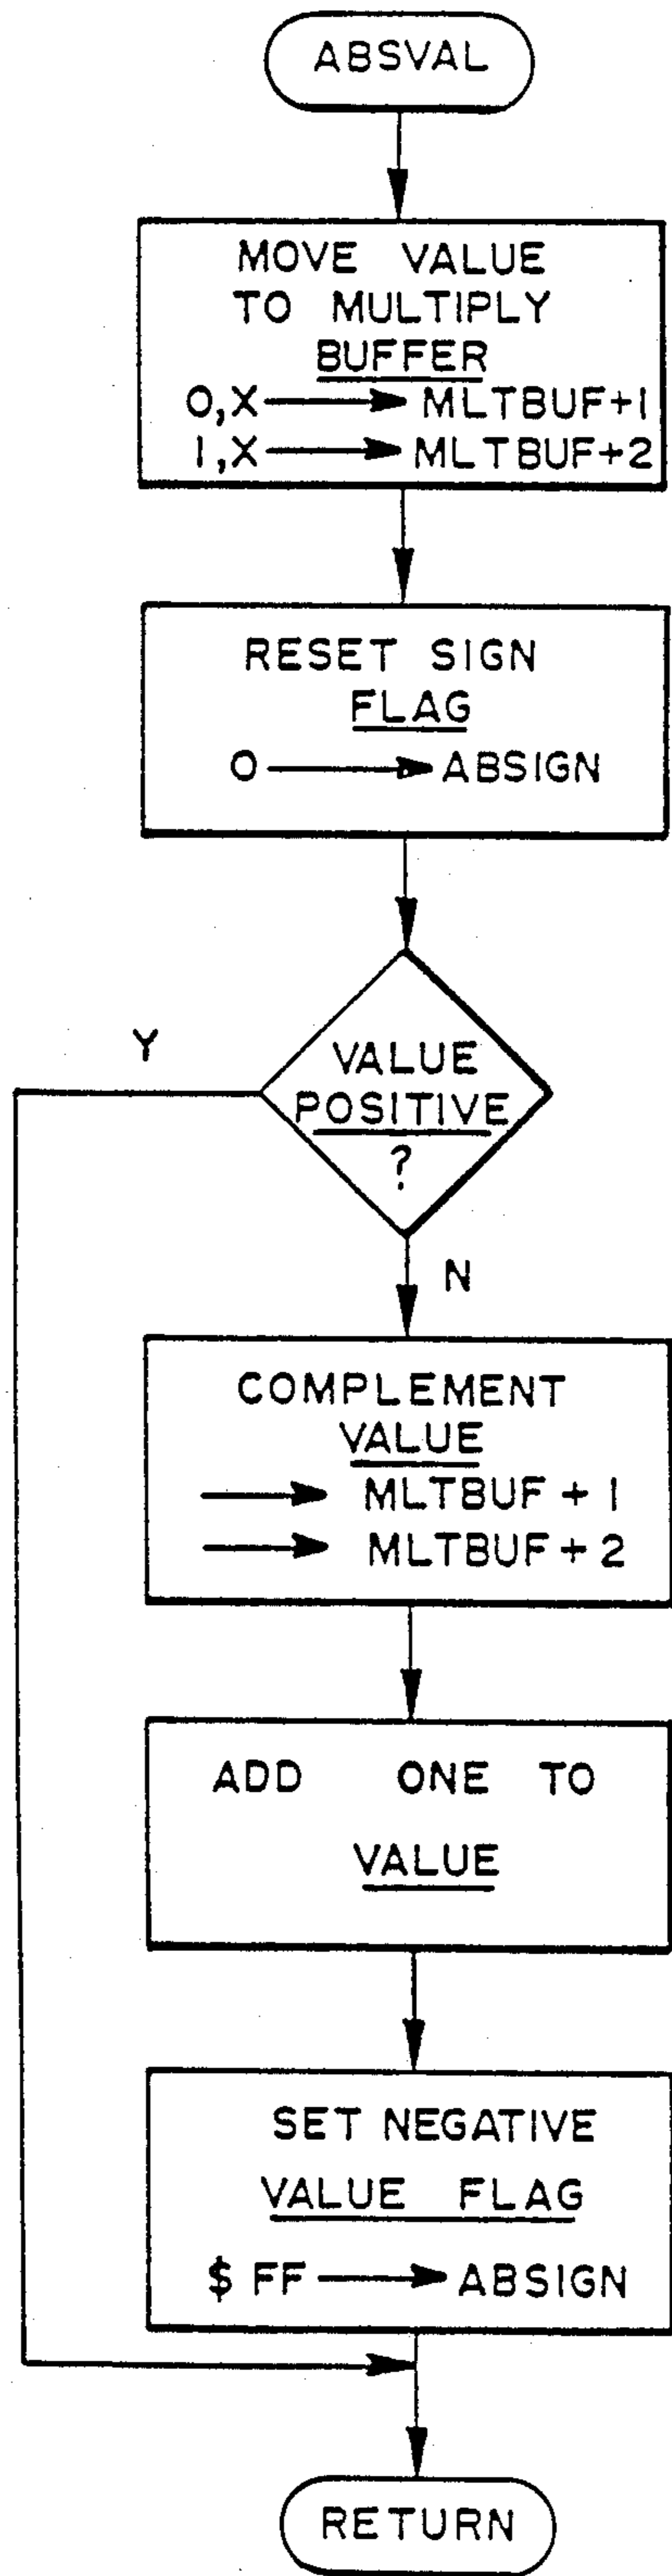 ABSVAL
MOVE VALUE
TO MULTIPLY
BUFFER
0,X → MLTBUF+1
1,X → MLTBUF+2
RESET SIGN
FLAG
0 → ABSIGN
Y
VALUE
POSITIVE
?
N
COMPLEMENT
VALUE
→ MLTBUF + 1
→ MLTBUF + 2
ADD ONE TO
VALUE
SET NEGATIVE
VALUE FLAG
$ FF → ABSIGN
RETURN